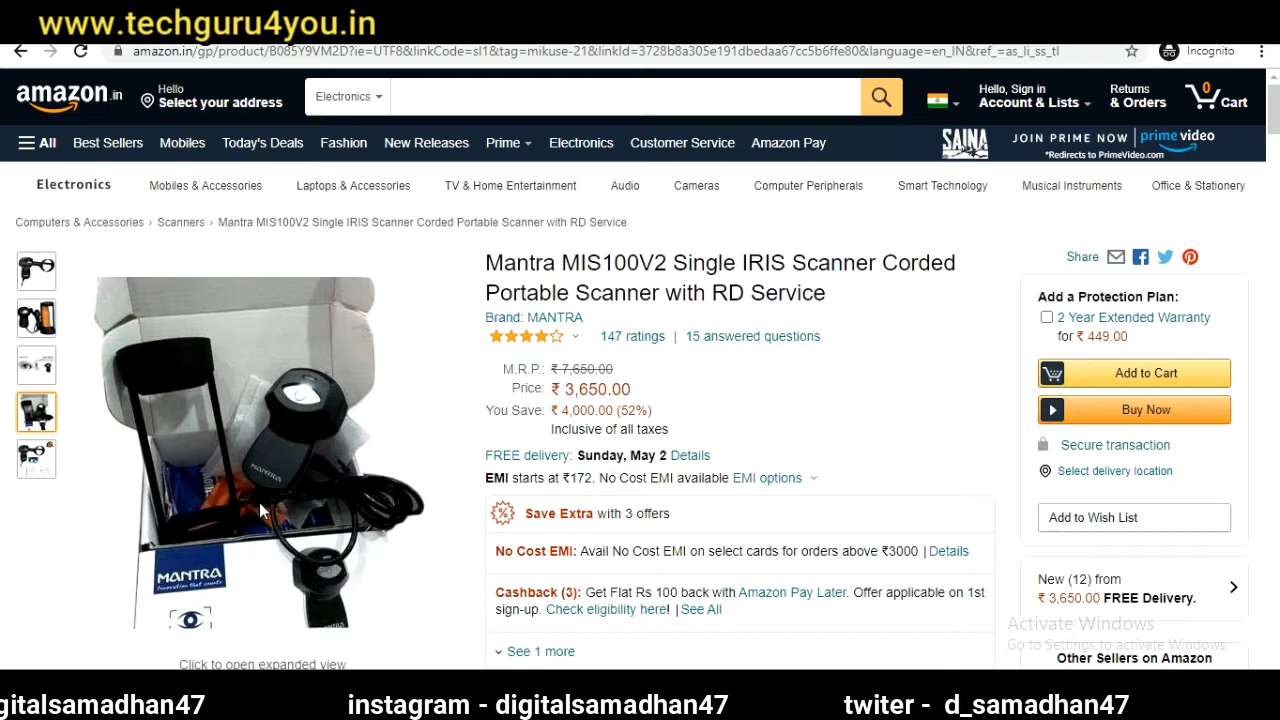 www.techguru4you.in
amazon.in/gp/product/B085Y9VM2D?ie=UTF8&linkCode=sl1&tag=mikuse-21&linkId=3728b8a305e191dbedaa67cc5b6ffe80&language=en_IN&ref_=as_li_ss_tl
Incognito
amazon.in
Hello
Select your address
Electronics
Hello, Sign in
Account & Lists
Returns
& Orders
0
Cart
All Best Sellers Mobiles Today's Deals Fashion New Releases Prime Electronics Customer Service Amazon Pay
SAINA
JOIN PRIME NOW | prime video
*Redirects to PrimeVideo.com
Electronics Mobiles & Accessories Laptops & Accessories TV & Home Entertainment Audio Cameras Computer Peripherals Smart Technology Musical Instruments Office & Stationery
Computers & Accessories › Scanners › Mantra MIS100V2 Single IRIS Scanner Corded Portable Scanner with RD Service
Mantra MIS100V2 Single IRIS Scanner Corded
Portable Scanner with RD Service
Brand: MANTRA
147 ratings | 15 answered questions
M.R.P.: ₹ 7,650.00
Price: ₹ 3,650.00
You Save: ₹ 4,000.00 (52%)
Inclusive of all taxes
FREE delivery: Sunday, May 2 Details
EMI starts at ₹172. No Cost EMI available EMI options
Save Extra with 3 offers
No Cost EMI: Avail No Cost EMI on select cards for orders above ₹3000 | Details
Cashback (3): Get Flat Rs 100 back with Amazon Pay Later. Offer applicable on 1st
sign-up. Check eligibility here! | See All
See 1 more
MANTRA
MANTRA
Innovation that counts
Click to open expanded view
Share
Add a Protection Plan:
2 Year Extended Warranty
for ₹ 449.00
Add to Cart
Buy Now
Secure transaction
Select delivery location
Add to Wish List
New (12) from
₹ 3,650.00 FREE Delivery.
Activate Windows
Go to Settings to activate Windows.
Other Sellers on Amazon
gitalsamadhan47 instagram - digitalsamadhan47 twiter - d_samadhan47